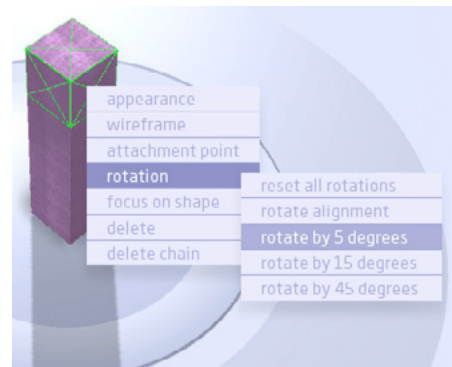 appearance
wireframe
attachment point
rotation
focus on shape
delete
delete chain
reset all rotations
rotate alignment
rotate by 5 degrees
rotate by 15 degrees
rotate by 45 degrees